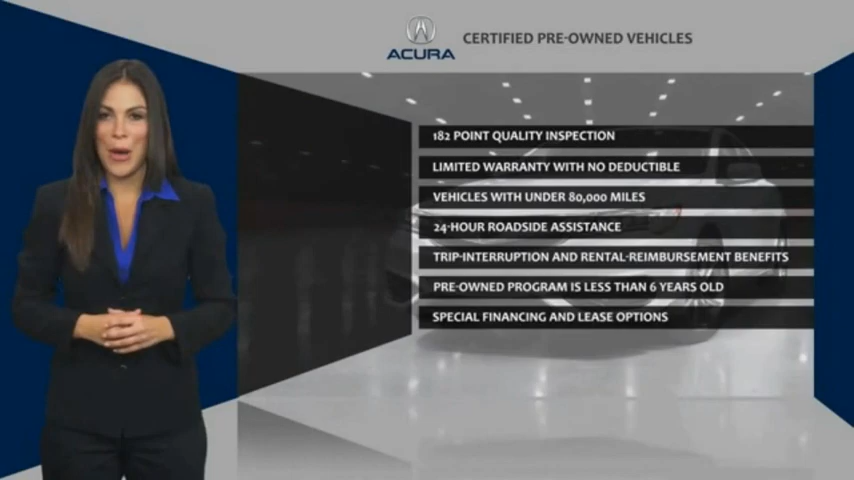 ACURA
CERTIFIED PRE-OWNED VEHICLES
182 POINT QUALITY INSPECTION
LIMITED WARRANTY WITH NO DEDUCTIBLE
VEHICLES WITH UNDER 80,000 MILES
24-HOUR ROADSIDE ASSISTANCE
TRIP-INTERRUPTION AND RENTAL-REIMBURSEMENT BENEFITS
PRE-OWNED PROGRAM IS LESS THAN 6 YEARS OLD
SPECIAL FINANCING AND LEASE OPTIONS